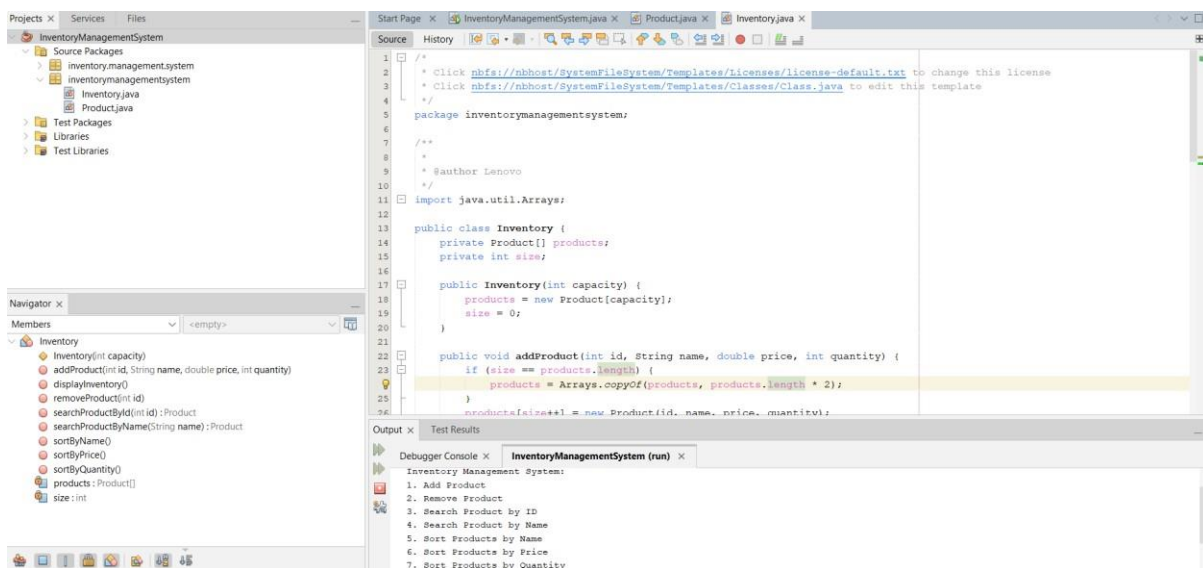 Projects
Services
Files
InventoryManagementSystem
Source Packages
inventory.management.system
inventorymanagementsystem
Inventory.java
Product.java
Test Packages
Libraries
Test Libraries
Navigator
Members
<empty>
Inventory
Inventory(int capacity)
addProduct(int id, String name, double price, int quantity)
displayInventory()
removeProduct(int id)
searchProductById(int id) : Product
searchProductByName(String name) : Product
sortByName()
sortByPrice()
sortByQuantity()
products : Product[]
size : int
Start Page
InventoryManagementSystem.java
Product.java
Inventory.java
Source
History
1 /*
2 * Click nbfs://nbhost/SystemFileSystem/Templates/Licenses/license-default.txt to change this license
3 * Click nbfs://nbhost/SystemFileSystem/Templates/Classes/Class.java to edit this template
4 */
5 package inventorymanagementsystem;
6
7 /**
8 *
9 * @author Lenovo
10 */
11 import java.util.Arrays;
12
13 public class Inventory {
14 private Product[] products;
15 private int size;
16
17 public Inventory(int capacity) {
18 products = new Product[capacity];
19 size = 0;
20 }
21
22 public void addProduct(int id, String name, double price, int quantity) {
23 if (size == products.length) {
products = Arrays.copyOf(products, products.length * 2);
25 }
26 products[size++] = new Product(id, name, price, quantity);
Output
Test Results
Debugger Console
InventoryManagementSystem (run)
Inventory Management System:
1. Add Product
2. Remove Product
3. Search Product by ID
4. Search Product by Name
5. Sort Products by Name
6. Sort Products by Price
7. Sort Products by Quantity